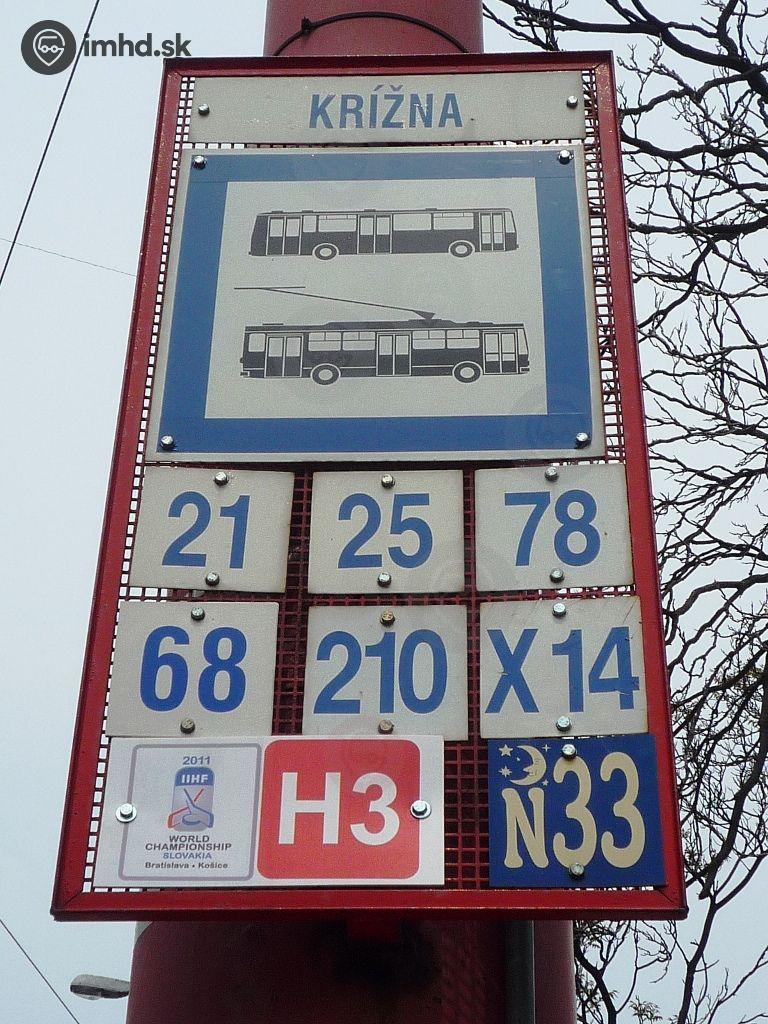 imhd.sk
KRÍŽNA
21 25 78
68 210 X14
2011
IIHF
WORLD
CHAMPIONSHIP
SLOVAKIA
Bratislava • Košice
H3
N33